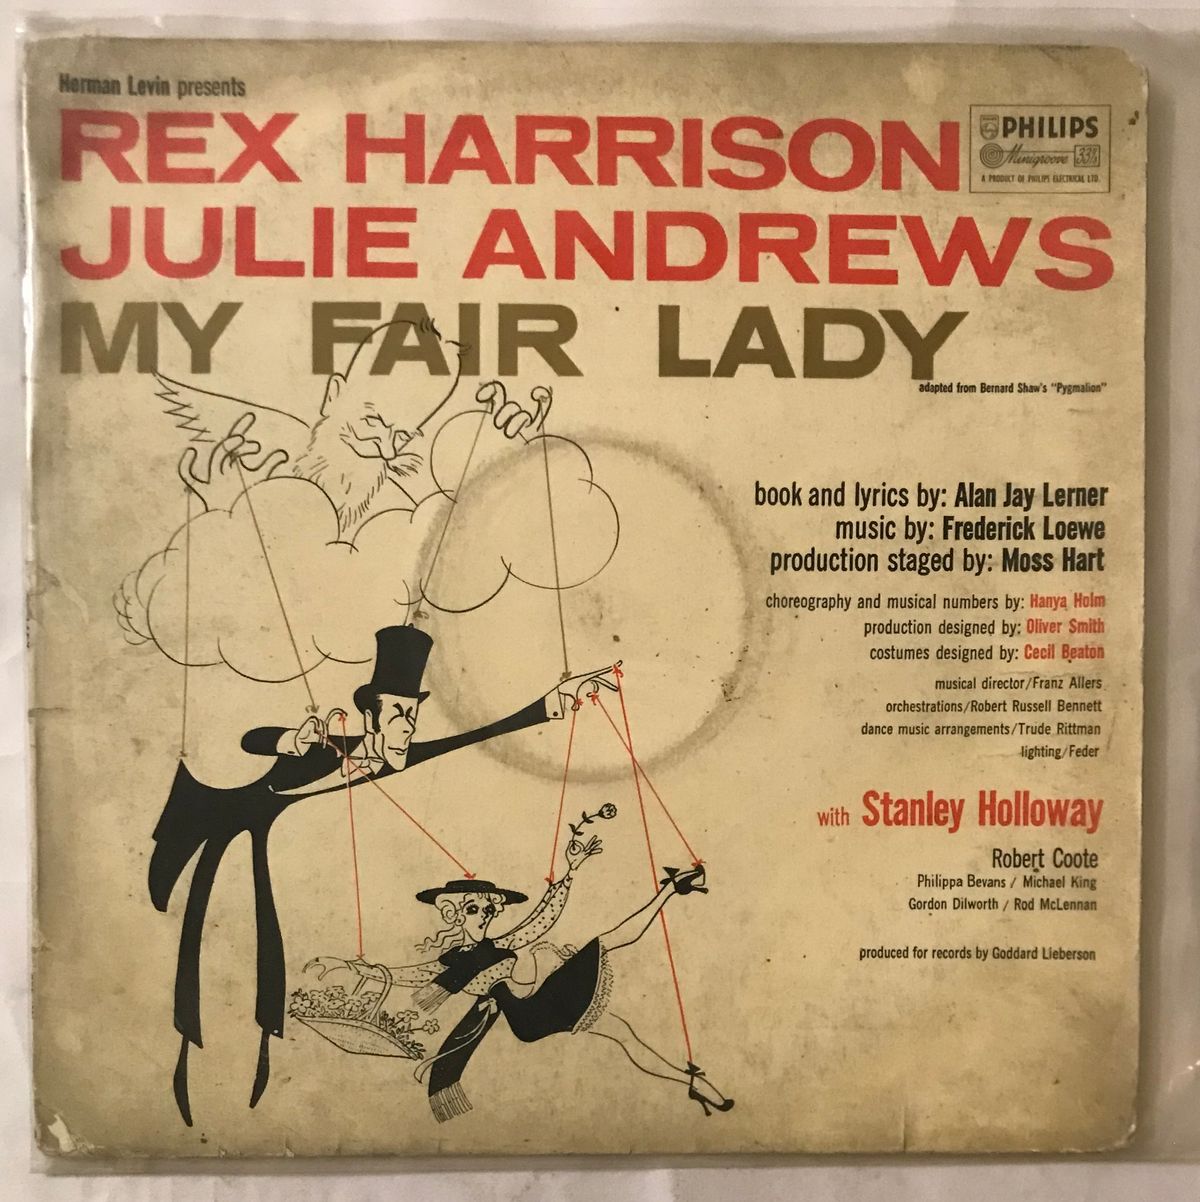 Herman Levin presents
REX HARRISON
PHILIPS
Minigroove 33⅓
A PRODUCT OF PHILIPS ELECTRICAL LTD.
JULIE ANDREWS
MY FAIR LADY
adapted from Bernard Shaw's "Pygmalion"
book and lyrics by: Alan Jay Lerner
music by: Frederick Loewe
production staged by: Moss Hart
choreography and musical numbers by: Hanya Holm
production designed by: Oliver Smith
costumes designed by: Cecil Beaton
musical director/Franz Allers
orchestrations/Robert Russell Bennett
dance music arrangements/Trude Rittman
lighting/Feder
with Stanley Holloway
Robert Coote
Philippa Bevans / Michael King
Gordon Dilworth / Rod McLennan
produced for records by Goddard Lieberson